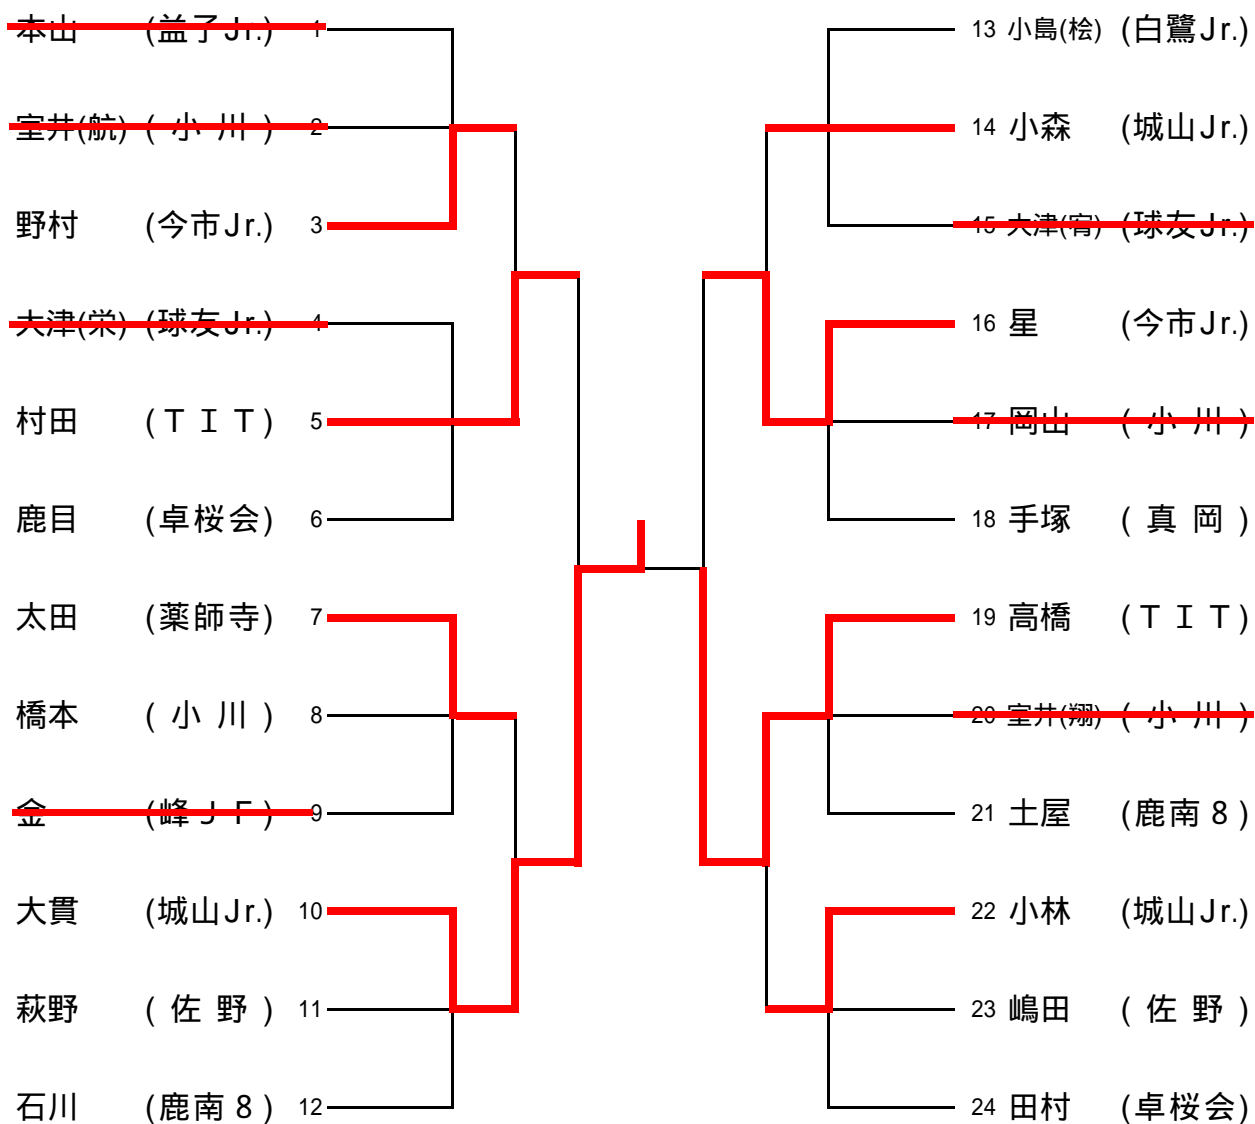 本山 (益子Jr.) 1
室井(航) (小川) 2
野村 (今市Jr.) 3
大津(栄) (球友Jr.) 4
村田 (ＴＩＴ) 5
鹿目 (卓桜会) 6
太田 (薬師寺) 7
橋本 (小川) 8
金 (峰ＪＦ) 9
大貫 (城山Jr.) 10
萩野 (佐野) 11
石川 (鹿南８) 12
13 小島(桧) (白鷺Jr.)
14 小森 (城山Jr.)
15 大津(宥) (球友Jr.)
16 星 (今市Jr.)
17 岡山 (小川)
18 手塚 (真岡)
19 高橋 (ＴＩＴ)
20 室井(翔) (小川)
21 土屋 (鹿南８)
22 小林 (城山Jr.)
23 嶋田 (佐野)
24 田村 (卓桜会)